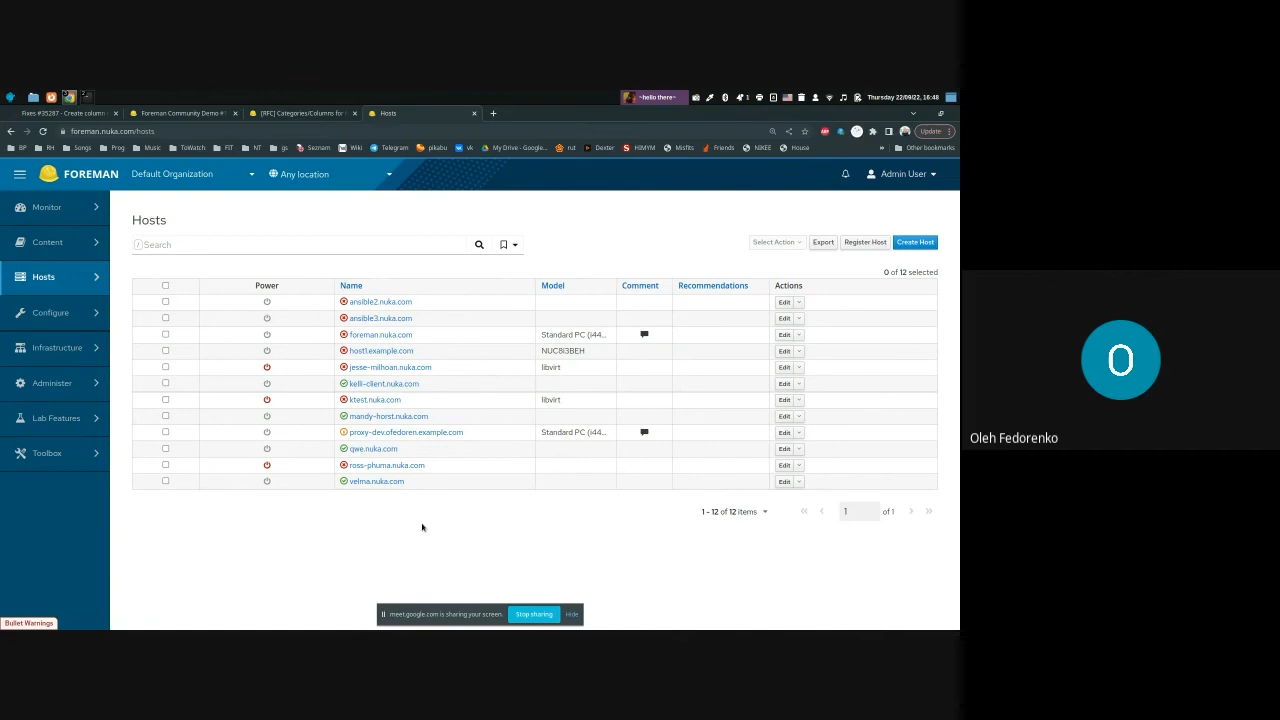 ~hello there~
1
Thursday 22/09/22, 16:48
Fixes #35287 - Create column
Foreman Community Demo #1
[RFC] Categories/Columns for
Hosts
foreman.nuka.com/hosts
Update
BP RH Songs Prog Music ToWatch FIT NT gs Seznam Wiki Telegram pikabu vk My Drive - Google... rut Dexter HIMYM Misfits Friends NIKEE House » Other bookmarks
FOREMAN Default Organization Any location Admin User
Monitor
Content
Hosts
Configure
Infrastructure
Administer
Lab Features
Toolbox
Hosts
/ Search
Select Action Export Register Host Create Host
0 of 12 selected
Power Name Model Comment Recommendations Actions
ansible2.nuka.com Edit
ansible3.nuka.com Edit
foreman.nuka.com Standard PC (i44... Edit
host1.example.com NUC8i3BEH Edit
jesse-milhoan.nuka.com libvirt Edit
kelli-client.nuka.com Edit
ktest.nuka.com libvirt Edit
mandy-horst.nuka.com Edit
proxy-dev.ofedoren.example.com Standard PC (i44... Edit
qwe.nuka.com Edit
ross-phuma.nuka.com Edit
velma.nuka.com Edit
1 - 12 of 12 items 1 of 1
meet.google.com is sharing your screen. Stop sharing Hide
Bullet Warnings
O
Oleh Fedorenko